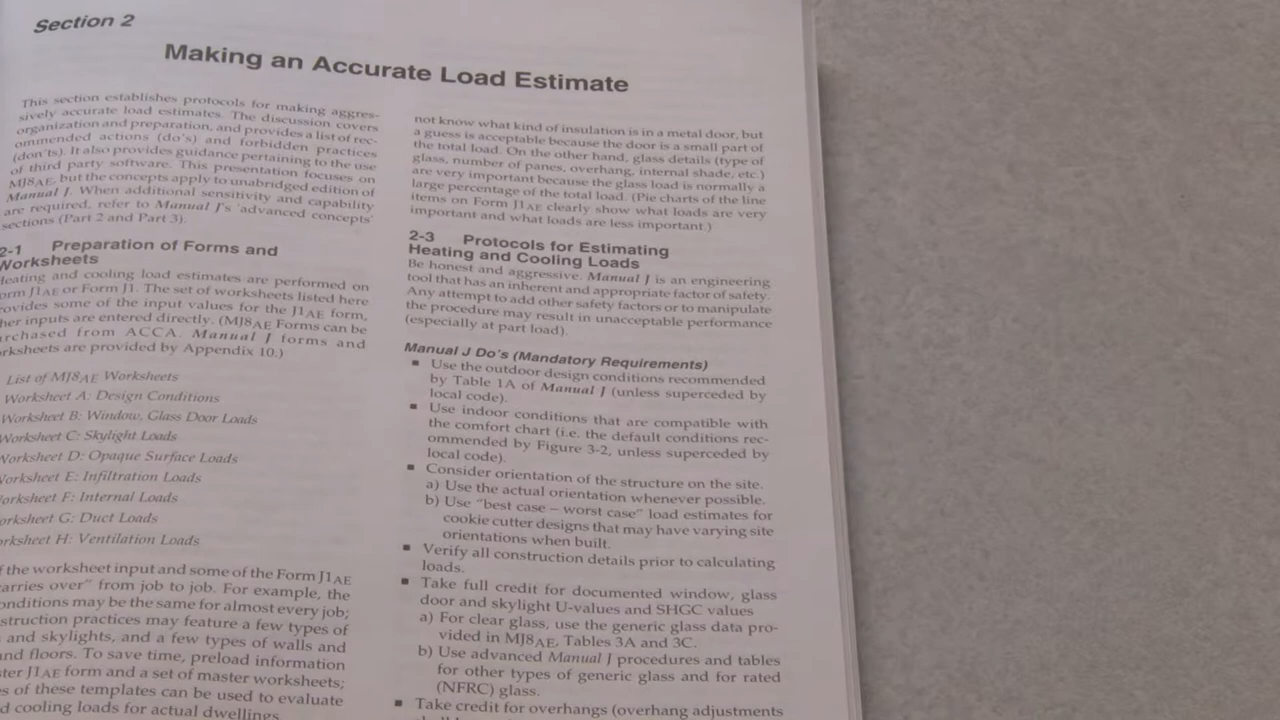 Section 2
Making an Accurate Load Estimate
This section establishes protocols for making aggres-
sively accurate load estimates. The discussion covers
organization and preparation, and provides a list of rec-
ommended actions (do's) and forbidden practices
(don'ts). It also provides guidance pertaining to the use
of third party software. This presentation focuses on
MJ8AE, but the concepts apply to unabridged edition of
Manual J. When additional sensitivity and capability
are required, refer to Manual J's 'advanced concepts'
sections (Part 2 and Part 3).
2-1 Preparation of Forms and
Worksheets
Heating and cooling load estimates are performed on
orm J1AE or Form J1. The set of worksheets listed here
rovides some of the input values for the J1AE form,
her inputs are entered directly. (MJ8AE Forms can be
rchased from ACCA. Manual J forms and
rksheets are provided by Appendix 10.)
List of MJ8AE Worksheets
Worksheet A: Design Conditions
Worksheet B: Window, Glass Door Loads
Worksheet C: Skylight Loads
Worksheet D: Opaque Surface Loads
Vorksheet E: Infiltration Loads
orksheet F: Internal Loads
orksheet G: Duct Loads
rksheet H: Ventilation Loads
f the worksheet input and some of the Form J1AE
arries over" from job to job. For example, the
onditions may be the same for almost every job;
struction practices may feature a few types of
and skylights, and a few types of walls and
nd floors. To save time, preload information
ter J1AE form and a set of master worksheets;
s of these templates can be used to evaluate
d cooling loads for actual dwellings
not know what kind of insulation is in a metal door, but
a guess is acceptable because the door is a small part of
the total load. On the other hand, glass details (type of
glass, number of panes, overhang, internal shade, etc.)
are very important because the glass load is normally a
large percentage of the total load. (Pie charts of the line
items on Form J1AE clearly show what loads are very
important and what loads are less important.)
2-3 Protocols for Estimating
Heating and Cooling Loads
Be honest and aggressive. Manual J is an engineering
tool that has an inherent and appropriate factor of safety.
Any attempt to add other safety factors or to manipulate
the procedure may result in unacceptable performance
(especially at part load).
Manual J Do's (Mandatory Requirements)
▪ Use the outdoor design conditions recommended
by Table 1A of Manual J (unless superceded by
local code).
▪ Use indoor conditions that are compatible with
the comfort chart (i.e. the default conditions rec-
ommended by Figure 3-2, unless superceded by
local code).
▪ Consider orientation of the structure on the site.
a) Use the actual orientation whenever possible.
b) Use "best case – worst case" load estimates for
cookie cutter designs that may have varying site
orientations when built.
▪ Verify all construction details prior to calculating
loads.
▪ Take full credit for documented window, glass
door and skylight U-values and SHGC values
a) For clear glass, use the generic glass data pro-
vided in MJ8AE, Tables 3A and 3C.
b) Use advanced Manual J procedures and tables
for other types of generic glass and for rated
(NFRC) glass.
▪ Take credit for overhangs (overhang adjustments